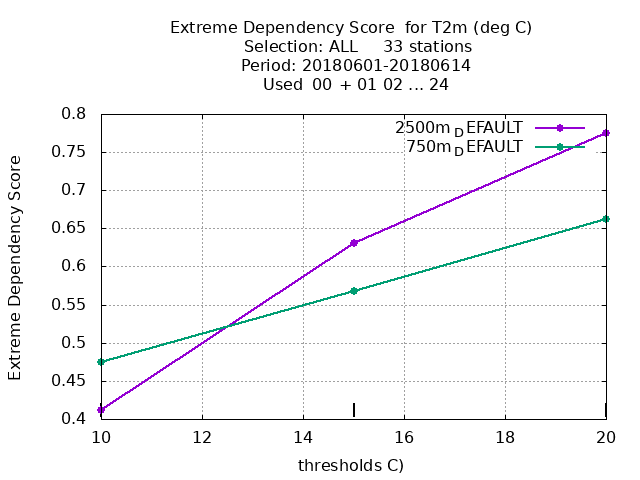 Extreme Dependency Score  for T2m (deg C)
Selection: ALL     33 stations
Period: 20180601-20180614
Used  00 + 01 02 ... 24
2500m_DEFAULT
750m_DEFAULT
0.8
0.75
0.7
0.65
0.6
0.55
0.5
0.45
0.4
Extreme Dependency Score
10 12 14 16 18 20
thresholds C)